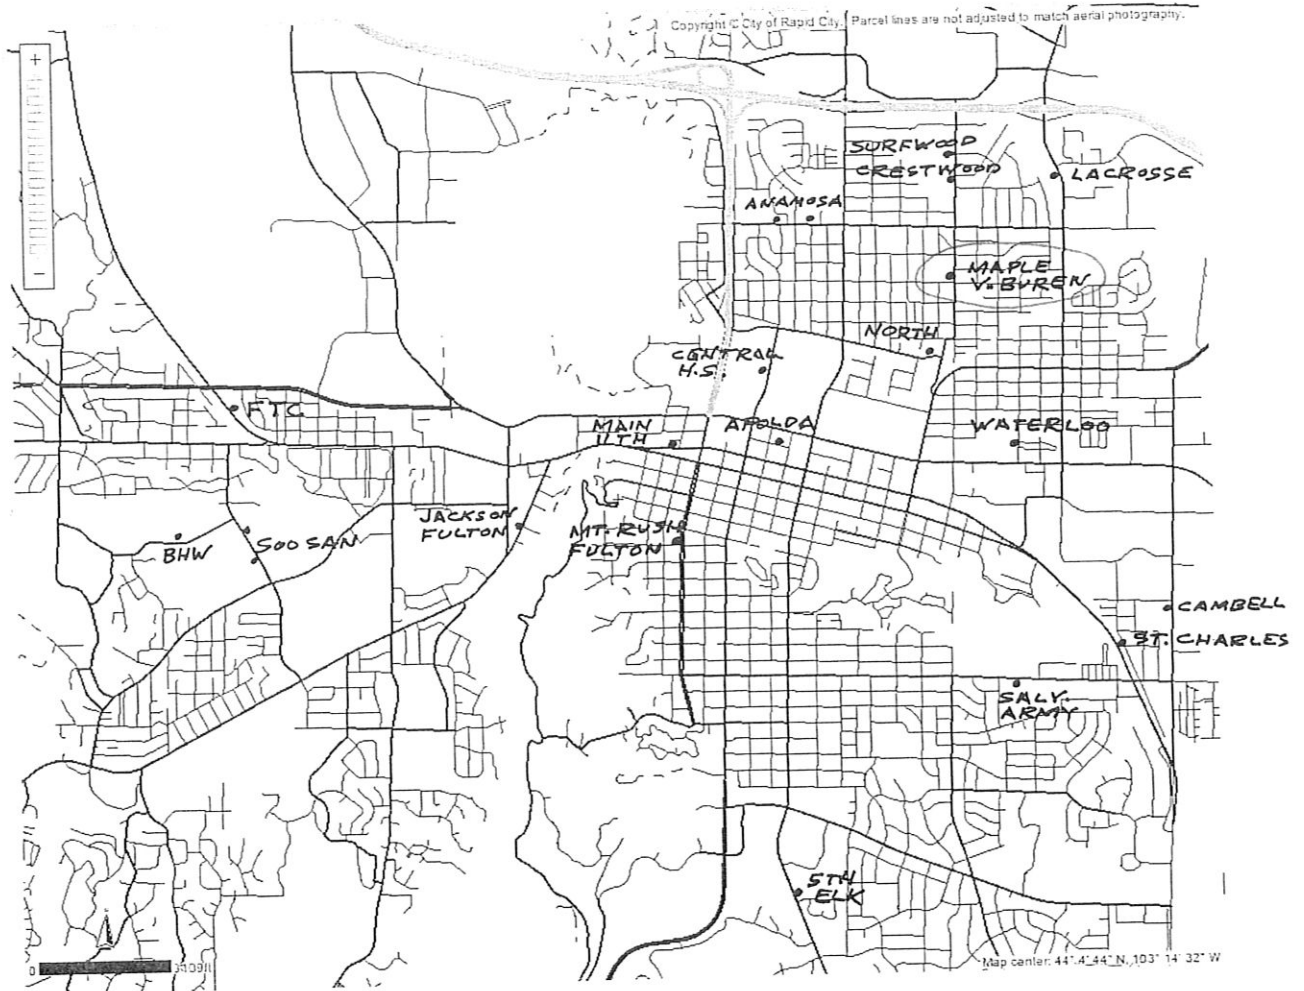 Copyright © City of Rapid City. Parcel lines are not adjusted to match aerial photography.
+
SURFWOOD
CRESTWOOD
LACROSSE
ANAMOSA
MAPLE
V. BUREN
-
NORTH
CENTRAL
H.S.
FTC
MAIN
11TH
APOLDA
WATERLOO
JACKSON
FULTON
MT. RUSH
FULTON
BHW
SOO SAN
CAMBELL
ST. CHARLES
SALV.
ARMY
5TH
ELK
0
Map center: 44° 4' 44" N, 103° 14' 32" W